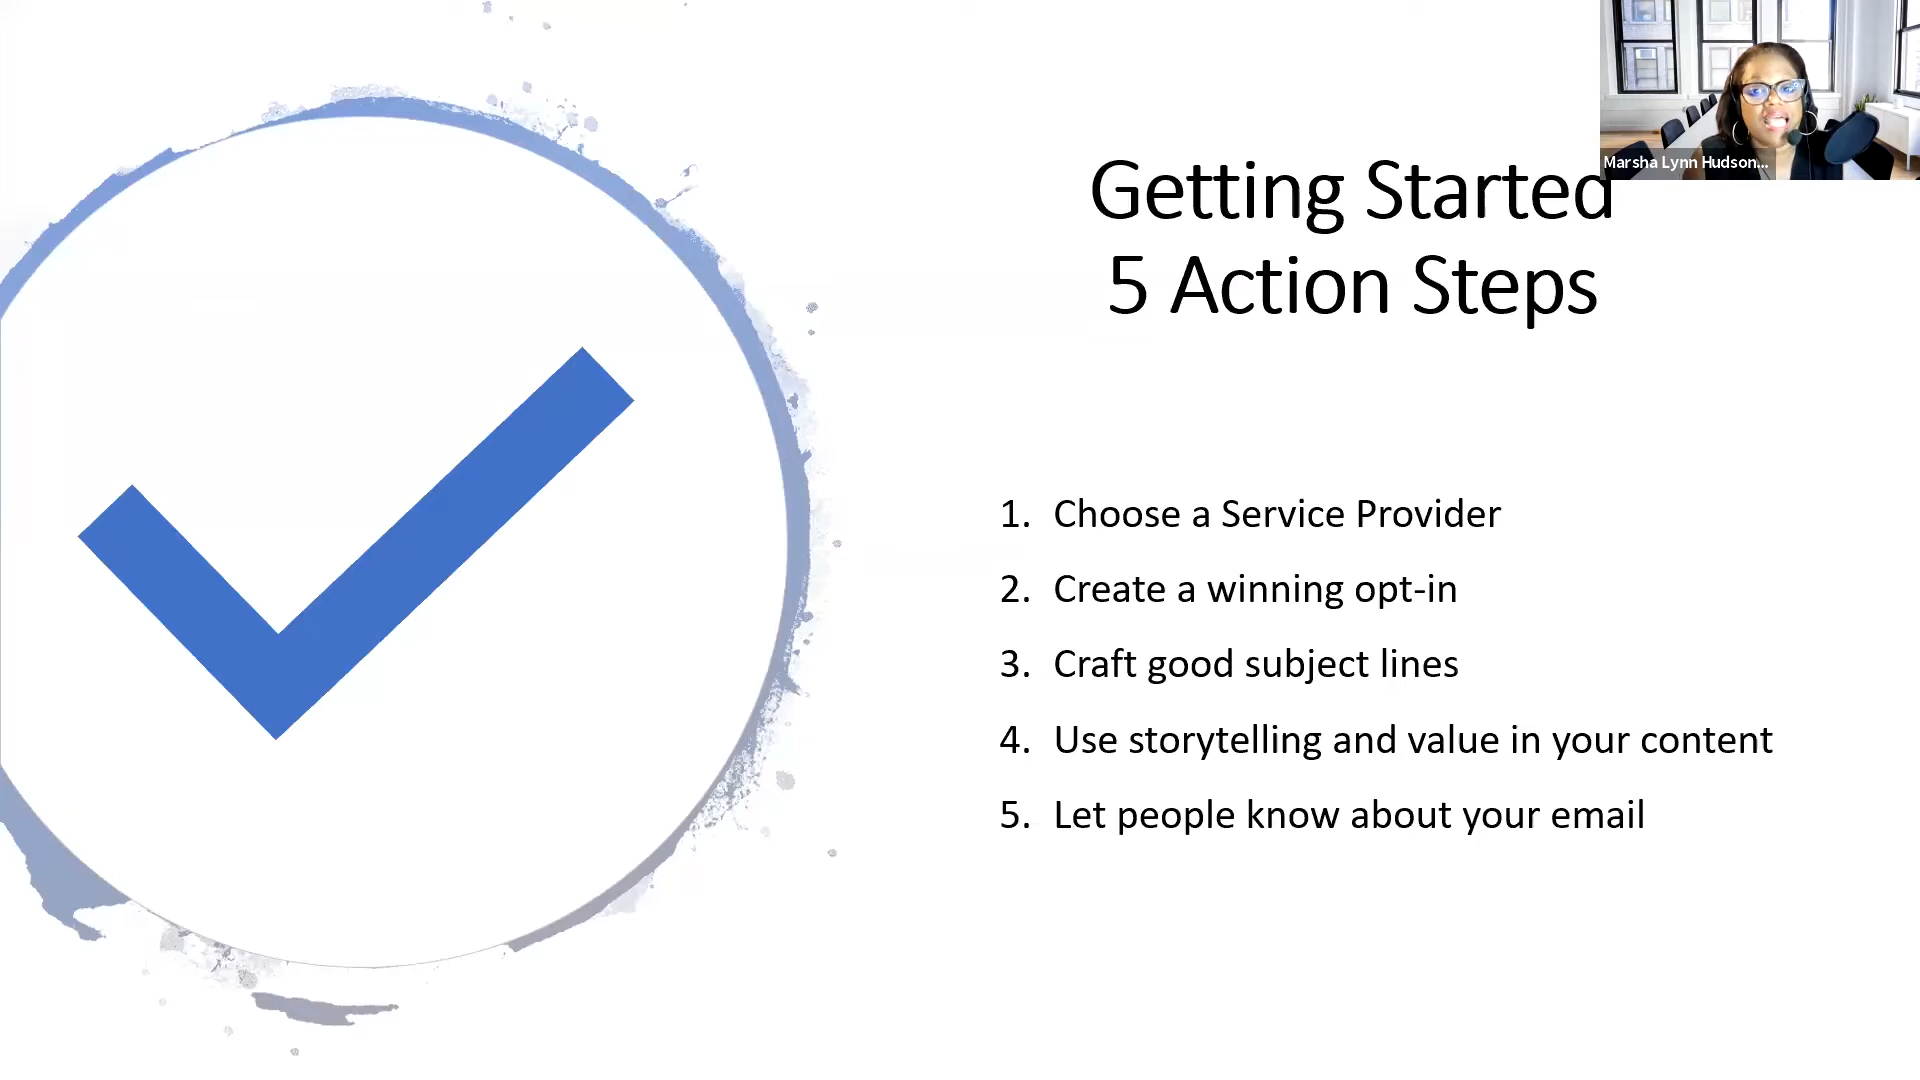 Marsha Lynn Hudson...
Getting Started
5 Action Steps
1. Choose a Service Provider
2. Create a winning opt-in
3. Craft good subject lines
4. Use storytelling and value in your content
5. Let people know about your email